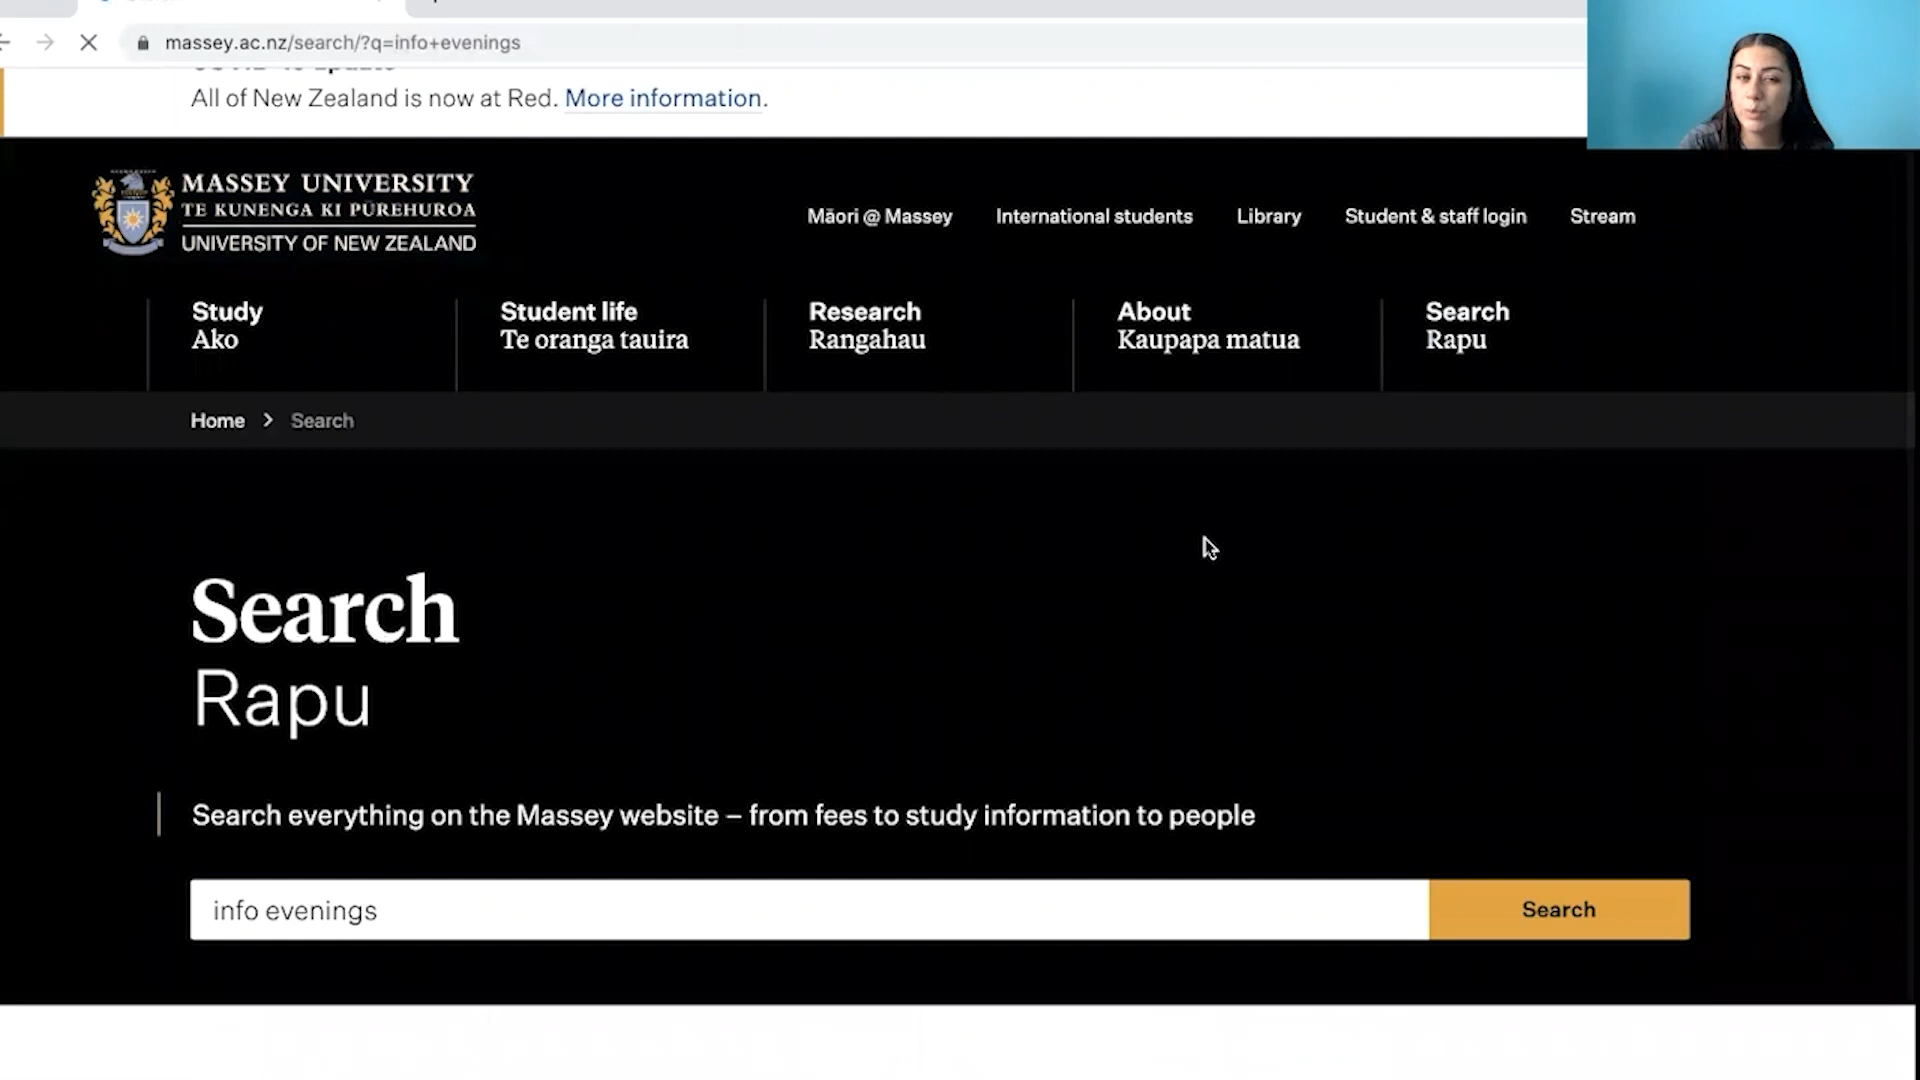 massey.ac.nz/search/?q=info+evenings
All of New Zealand is now at Red. More information.
MASSEY UNIVERSITY
TE KUNENGA KI PŪREHUROA
UNIVERSITY OF NEW ZEALAND
Māori @ Massey International students Library Student & staff login Stream
Study Student life Research About Search
Ako Te oranga tauira Rangahau Kaupapa matua Rapu
Home > Search
Search
Rapu
Search everything on the Massey website – from fees to study information to people
info evenings Search